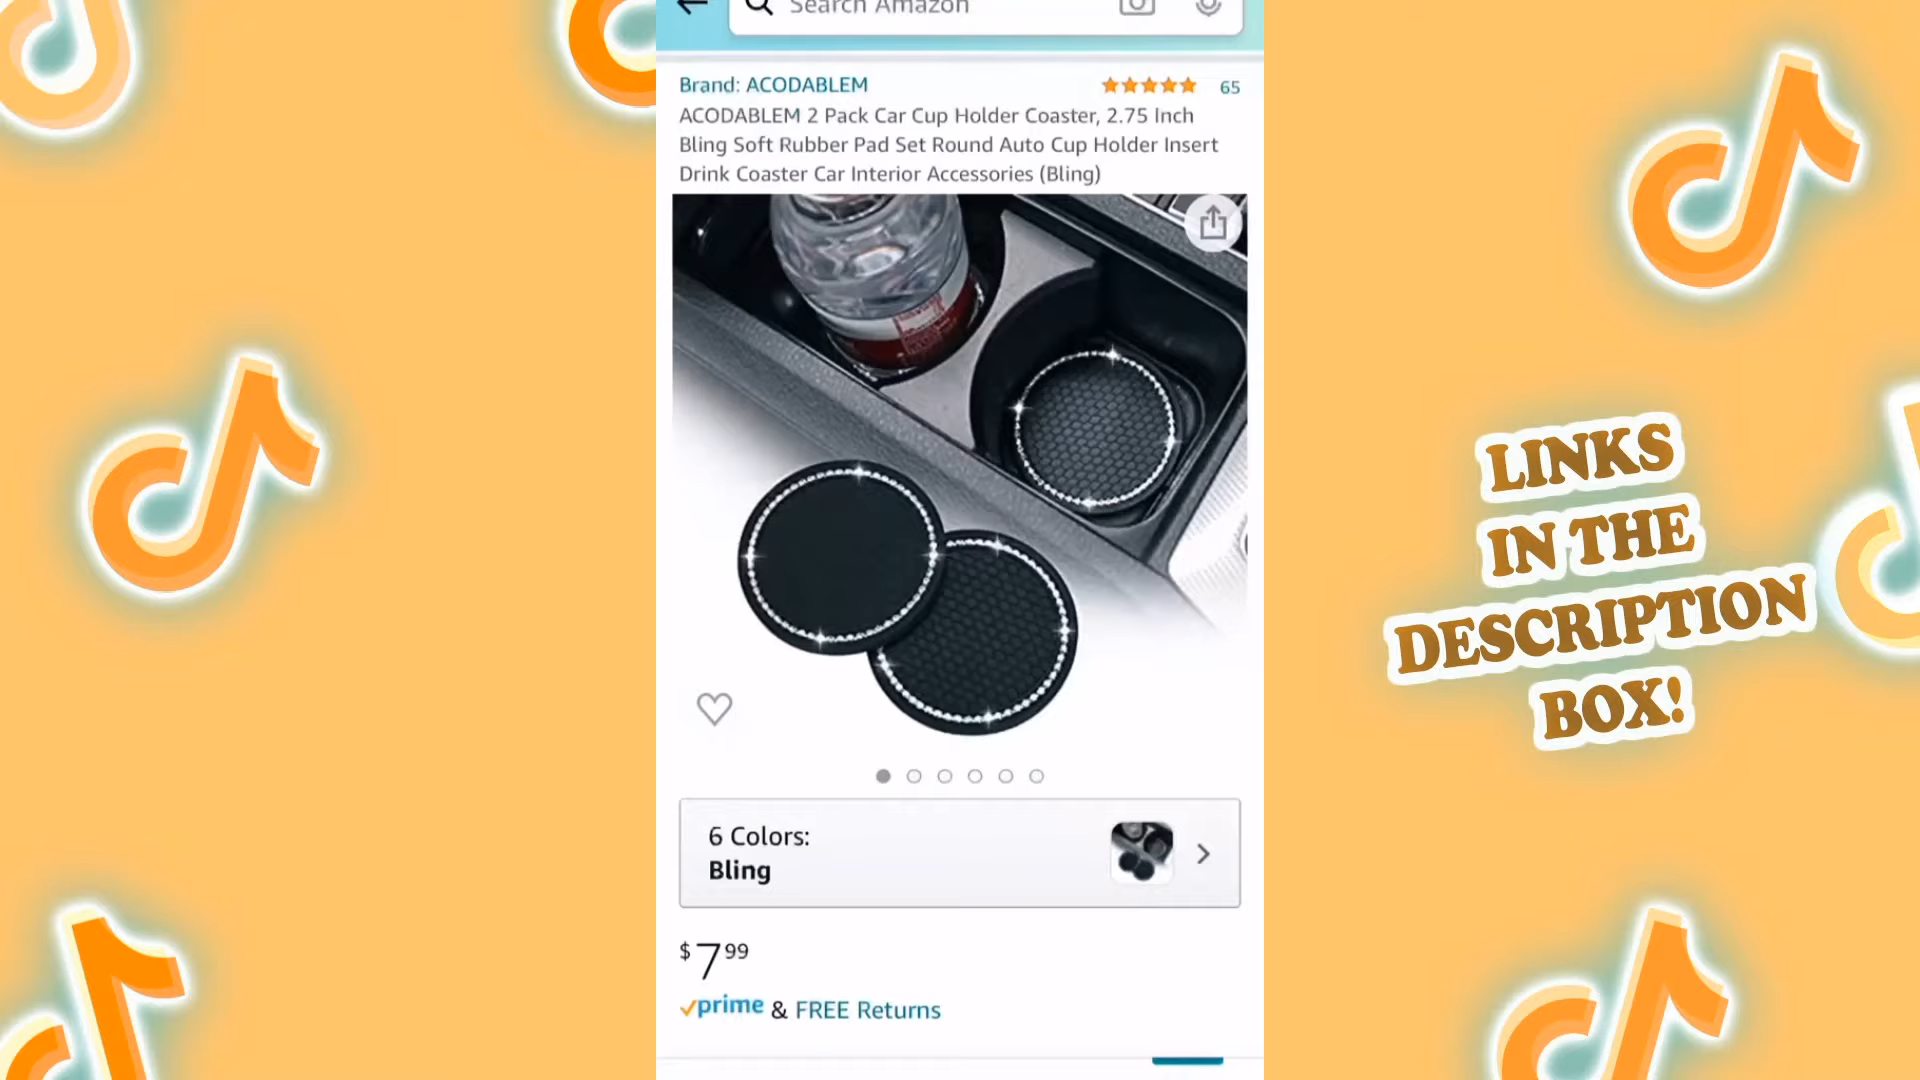 Search Amazon
Brand: ACODABLEM
65
ACODABLEM 2 Pack Car Cup Holder Coaster, 2.75 Inch
Bling Soft Rubber Pad Set Round Auto Cup Holder Insert
Drink Coaster Car Interior Accessories (Bling)
6 Colors:
Bling
$7.99
prime & FREE Returns
LINKS
IN THE
DESCRIPTION
BOX!